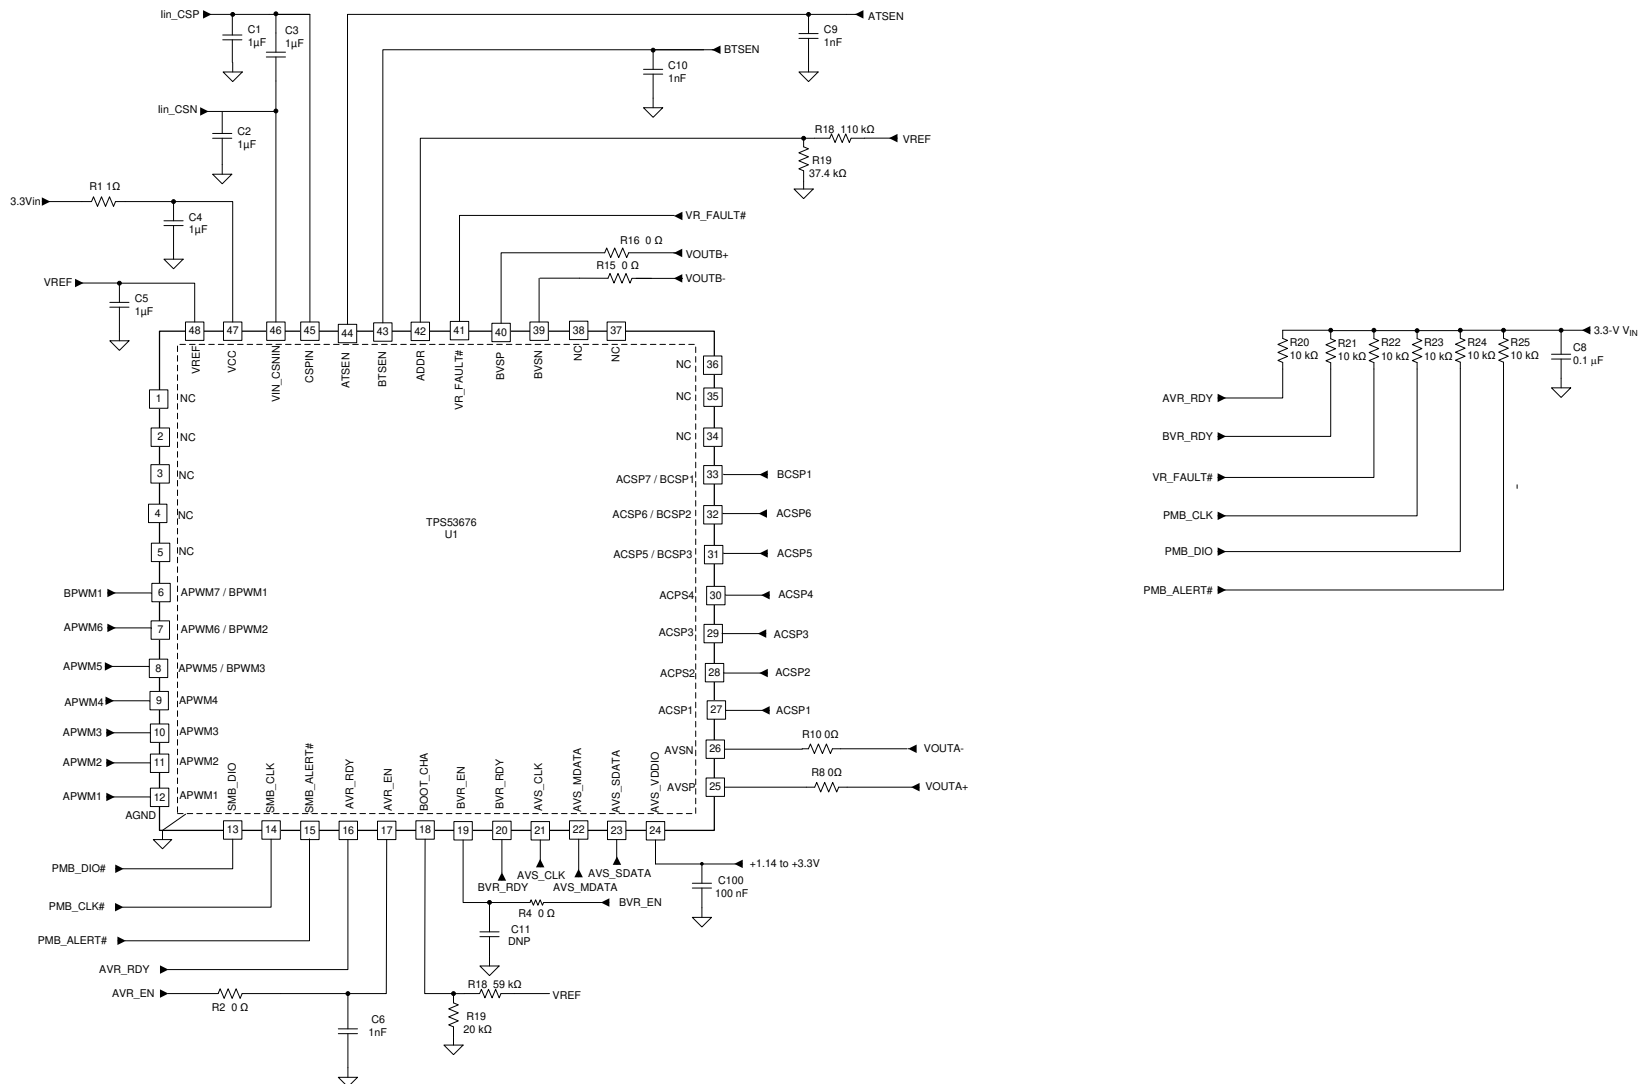 Iin_CSP
C1
1µF
C3
1µF
ATSEN
C9
1nF
BTSEN
C10
1nF
Iin_CSN
C2
1µF
R18 110 kΩ
VREF
R19
37.4 kΩ
R1 1Ω
3.3Vin
C4
1µF
VR_FAULT#
R16 0 Ω
VOUTB+
R15 0 Ω
VOUTB-
VREF
C5
1µF
48
47
46
45
44
43
42
41
40
39
38
37
VREF
VCC
VIN_CSNIN
CSPIN
ATSEN
BTSEN
ADDR
VR_FAULT#
BVSP
BVSN
NC
NC
1
NC
2
NC
3
NC
4
NC
5
NC
BPWM1
6
APWM7 / BPWM1
APWM6
7
APWM6 / BPWM2
APWM5
8
APWM5 / BPWM3
APWM4
9
APWM4
APWM3
10
APWM3
APWM2
11
APWM2
APWM1
12
APWM1
AGND
TPS53676
U1
NC
36
NC
35
NC
34
ACSP7 / BCSP1
33
BCSP1
ACSP6 / BCSP2
32
ACSP6
ACSP5 / BCSP3
31
ACSP5
ACPS4
30
ACSP4
ACSP3
29
ACSP3
ACPS2
28
ACSP2
ACSP1
27
ACSP1
AVSN
26
R10 0Ω
VOUTA-
AVSP
25
R8 0Ω
VOUTA+
SMB_DIO
SMB_CLK
SMB_ALERT#
AVR_RDY
AVR_EN
BOOT_CHA
BVR_EN
BVR_RDY
AVS_CLK
AVS_MDATA
AVS_SDATA
AVS_VDDIO
13
14
15
16
17
18
19
20
21
22
23
24
PMB_DIO#
PMB_CLK#
PMB_ALERT#
AVR_RDY
AVR_EN
R2 0 Ω
C6
1nF
BVR_RDY
AVS_CLK
AVS_MDATA
AVS_SDATA
+1.14 to +3.3V
C100
100 nF
R4 0 Ω
BVR_EN
C11
DNP
R18 59 kΩ
VREF
R19
20 kΩ
3.3-V VIN
R20
10 kΩ
R21
10 kΩ
R22
10 kΩ
R23
10 kΩ
R24
10 kΩ
R25
10 kΩ
C8
0.1 µF
AVR_RDY
BVR_RDY
VR_FAULT#
PMB_CLK
PMB_DIO
PMB_ALERT#